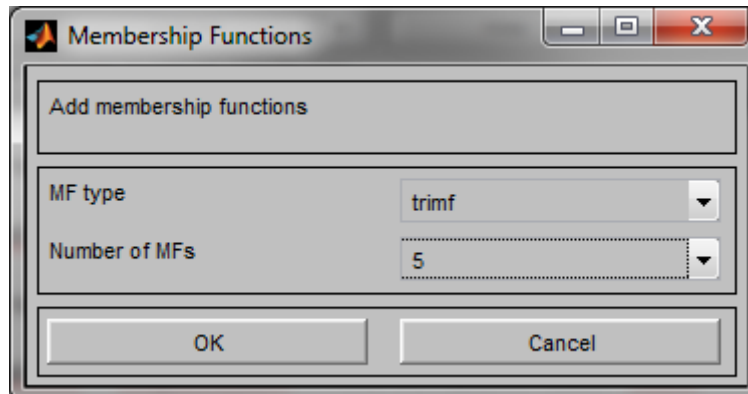 Membership Functions
Add membership functions
MF type
trimf
Number of MFs
5
OK
Cancel